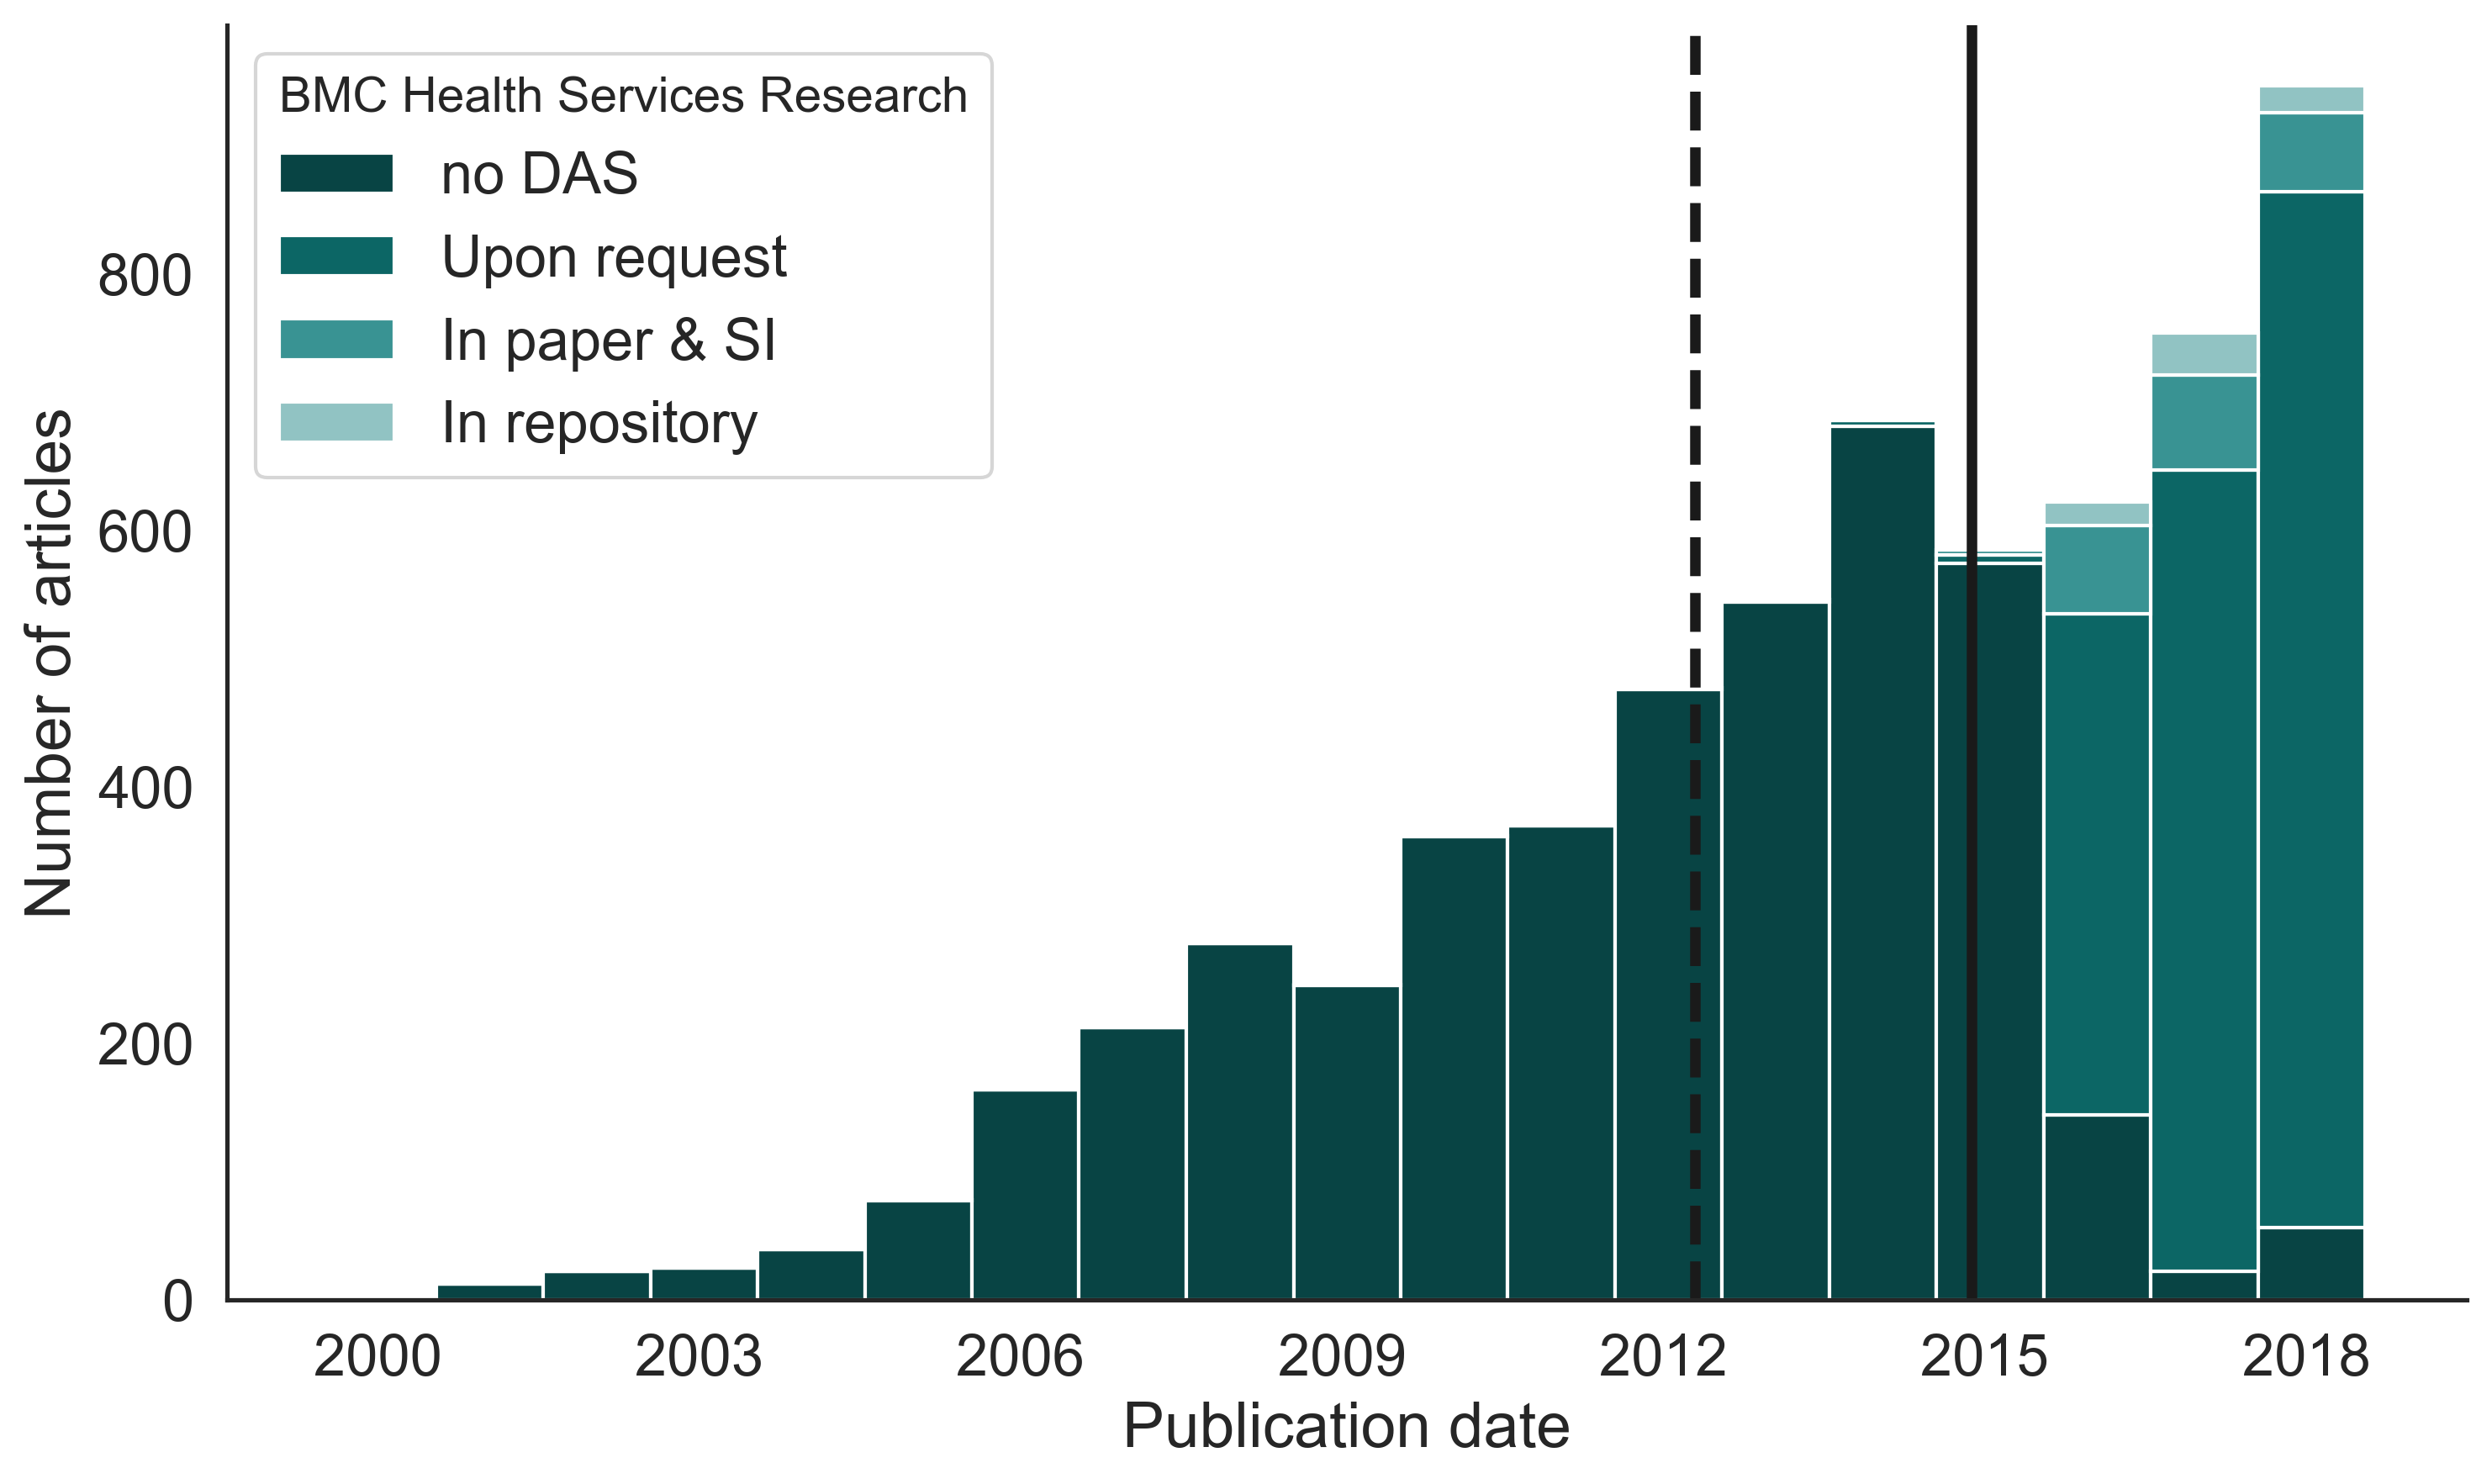 BMC Health Services Research
no DAS
Upon request
In paper & SI
In repository
Number of articles
800
600
400
200
0
2000 2003 2006 2009 2012 2015 2018
Publication date